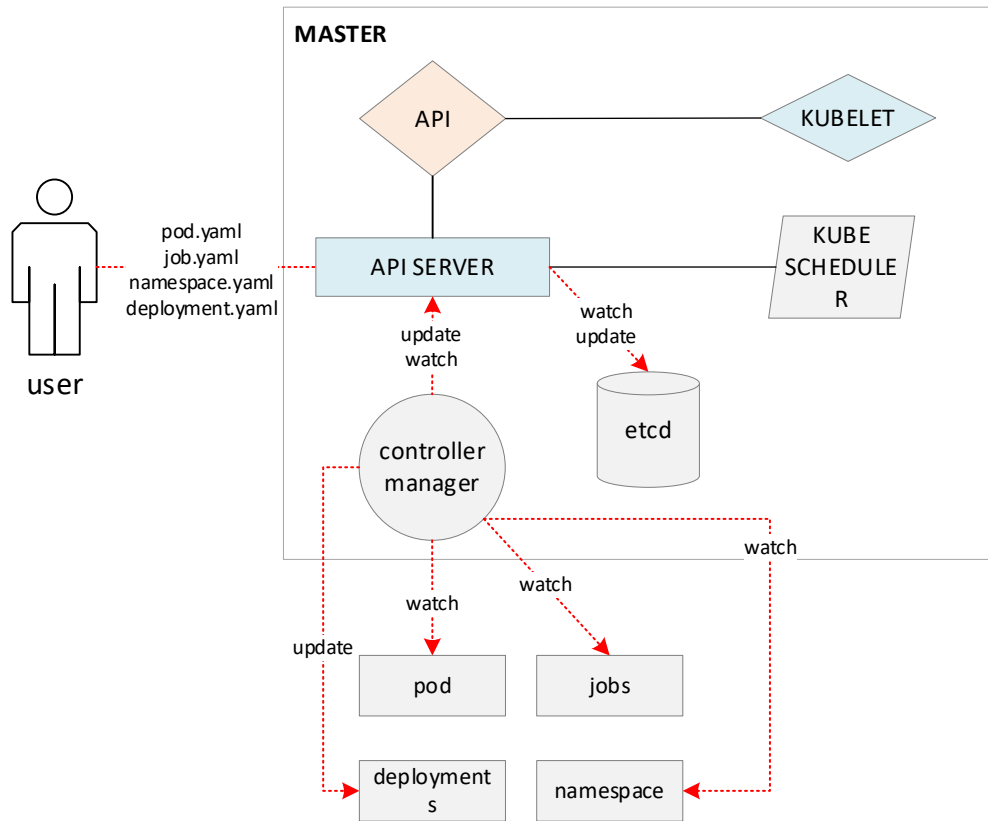 MASTER
API
KUBELET
pod.yaml
job.yaml
namespace.yaml
deployment.yaml
API SERVER
KUBE
SCHEDULE
R
user
update
watch
watch
update
etcd
controller
manager
watch
watch
watch
update
pod
jobs
deployment
s
namespace